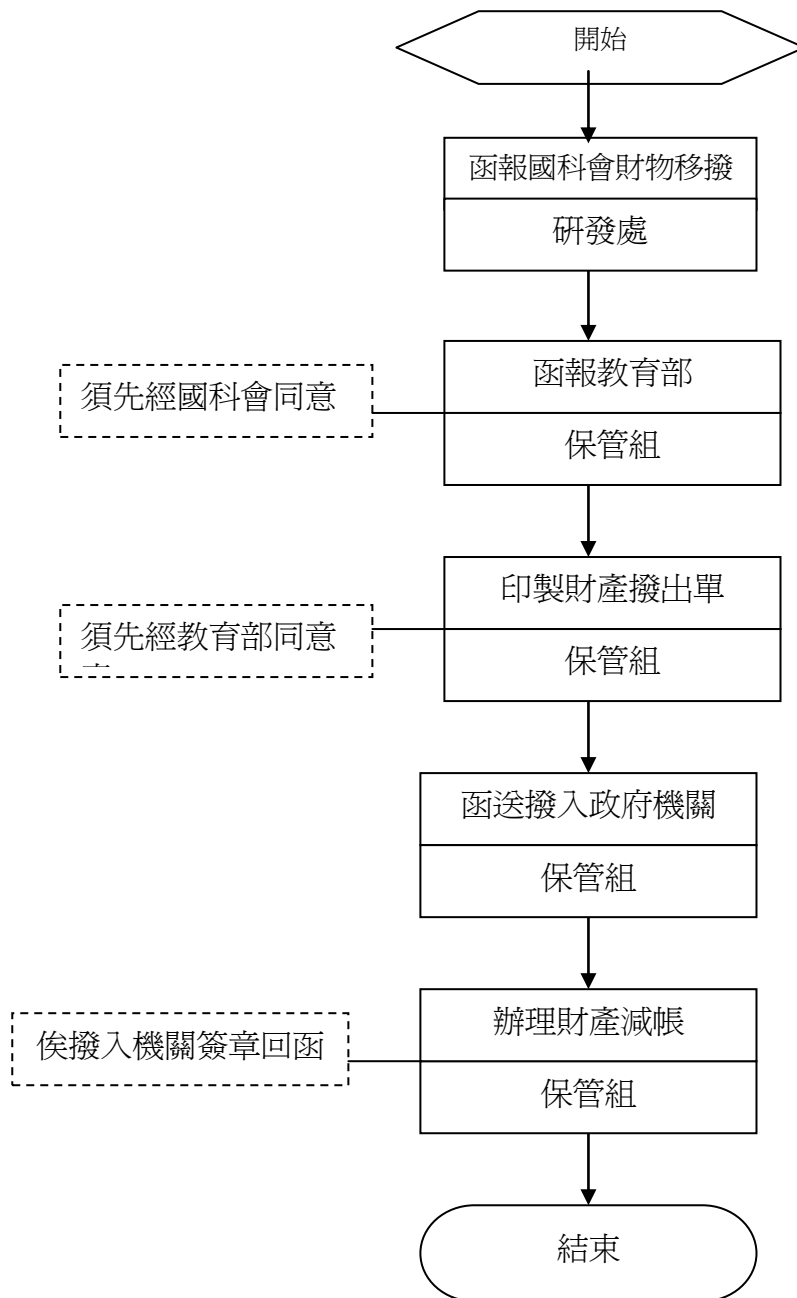 開始
函報國科會財物移撥
研發處
函報教育部
須先經國科會同意
保管組
印製財產撥出單
須先經教育部同意
保管組
函送撥入政府機關
保管組
辦理財產減帳
俟撥入機關簽章回函
保管組
結束